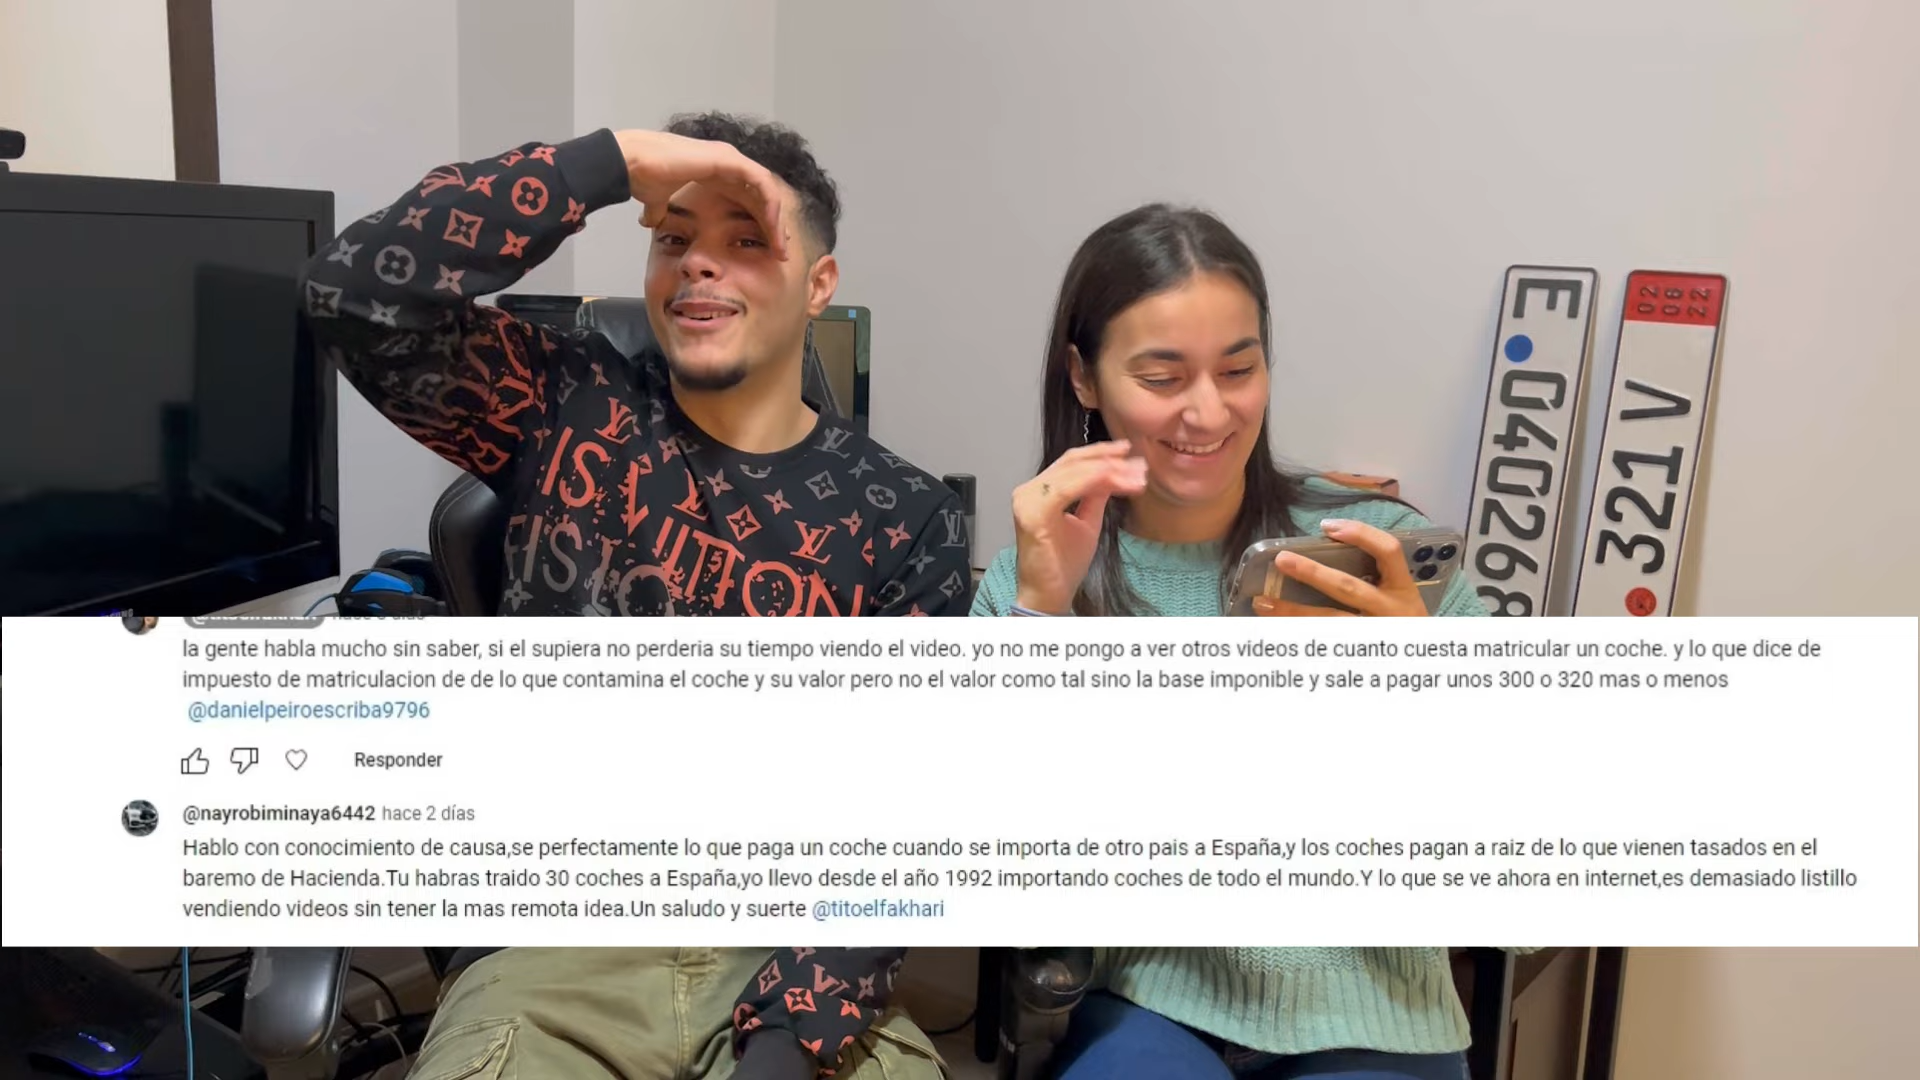 la gente habla mucho sin saber, si el supiera no perderia su tiempo viendo el video. yo no me pongo a ver otros videos de cuanto cuesta matricular un coche. y lo que dice de
impuesto de matriculacion de de lo que contamina el coche y su valor pero no el valor como tal sino la base imponible y sale a pagar unos 300 o 320 mas o menos
@danielpeiroescriba9796
Responder
@nayrobiminaya6442 hace 2 días
Hablo con conocimiento de causa,se perfectamente lo que paga un coche cuando se importa de otro pais a España,y los coches pagan a raiz de lo que vienen tasados en el
baremo de Hacienda.Tu habras traido 30 coches a España,yo llevo desde el año 1992 importando coches de todo el mundo.Y lo que se ve ahora en internet,es demasiado listillo
vendiendo videos sin tener la mas remota idea.Un saludo y suerte @titoelfakhari
E 04026
321 V
02
08
22